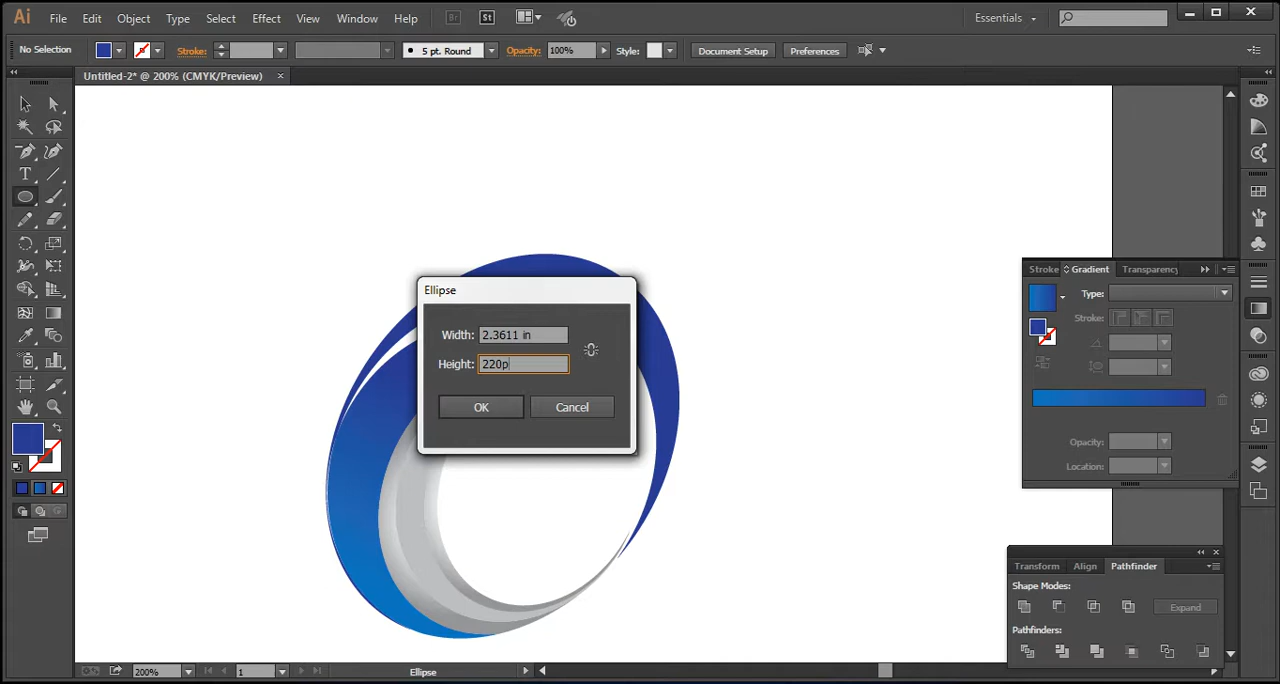 Ai File Edit Object Type Select Effect View Window Help Br St Essentials
No Selection Stroke: 5 pt. Round Opacity: 100% Style: Document Setup Preferences
Untitled-2* @ 200% (CMYK/Preview) ×
Ellipse
Width: 2.3611 in
Height: 220p
OK Cancel
Stroke Gradient Transparency
Type:
Stroke:
Opacity:
Location:
Transform Align Pathfinder
Shape Modes:
Expand
Pathfinders:
200% 1 Ellipse